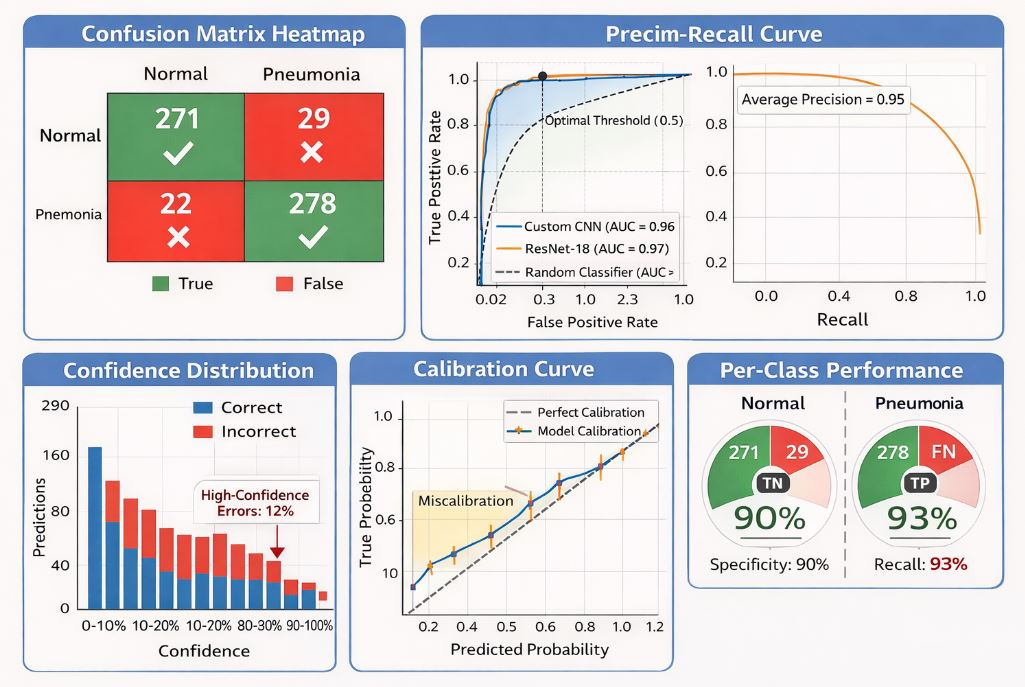 Confusion Matrix Heatmap
Normal Pneumonia
Normal 271 29
Pnemonia 22 278
True False
Precim-Recall Curve
True Posttive Rate
1.0
0.8
0.6
0.4
0.2
Optimal Threshold (0.5)
Custom CNN (AUC = 0.96
ResNet-18 (AUC = 0.97)
Random Classifier (AUC >
0.02 0.3 1.0 2.3 1.0
False Positive Rate
1.0
0.8
0.6
0.4
0.2
Average Precision = 0.95
0.0 0.4 0.8 1.0
Recall
Confidence Distribution
Predictions
290
160
80
40
0
Correct
Incorrect
High-Confidence
Errors: 12%
0-10% 10-20% 10-20% 80-30% 90-100%
Confidence
Calibration Curve
True Probebbility
1.0
0.8
0.6
10
Perfect Calibration
Model Calibration
Miscalibration
0.2 0.4 0.5 0.6 0.8 1.0 1.2
Predicted Probability
Per-Class Performance
Normal Pneumonia
271 29 278 FN
TN TP
90% 93%
Specificity: 90% Recall: 93%